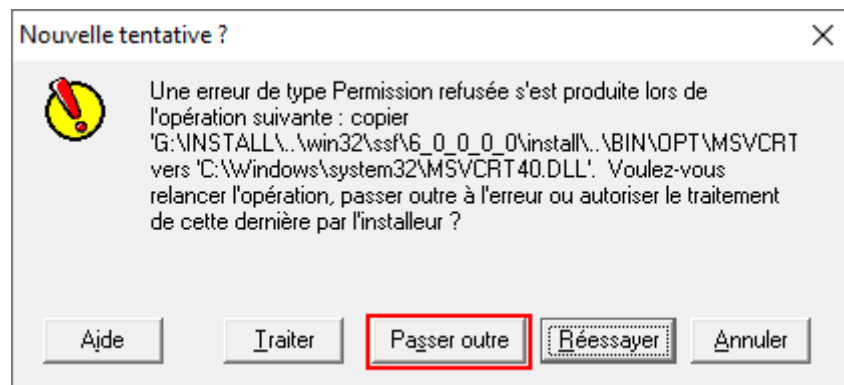 Nouvelle tentative ?
Une erreur de type Permission refusée s'est produite lors de
l'opération suivante : copier
'G:\INSTALL\..\win32\ssf\6_0_0_0_0\install\..\BIN\OPT\MSVCRT
vers 'C:\Windows\system32\MSVCRT40.DLL'. Voulez-vous
relancer l'opération, passer outre à l'erreur ou autoriser le traitement
de cette dernière par l'installeur ?
Aide
Traiter
Passer outre
Réessayer
Annuler